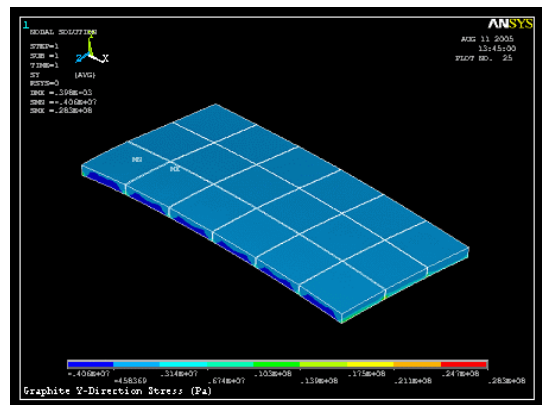 1
ANSYS
NODAL SOLUTION
STEP=1
SUB =1
TIME=1
SY (AVG)
RSYS=0
DMX =.398E-03
SMN =-.406E+07
SMX =.283E+08
AUG 11 2005
13:45:00
PLOT NO. 25
Y
Z X
MN
MX
-.406E+07 .314E+07 .103E+08 .175E+08 .247E+08
-458369 .674E+07 .139E+08 .211E+08 .283E+08
Graphite Y-Direction Stress (Pa)